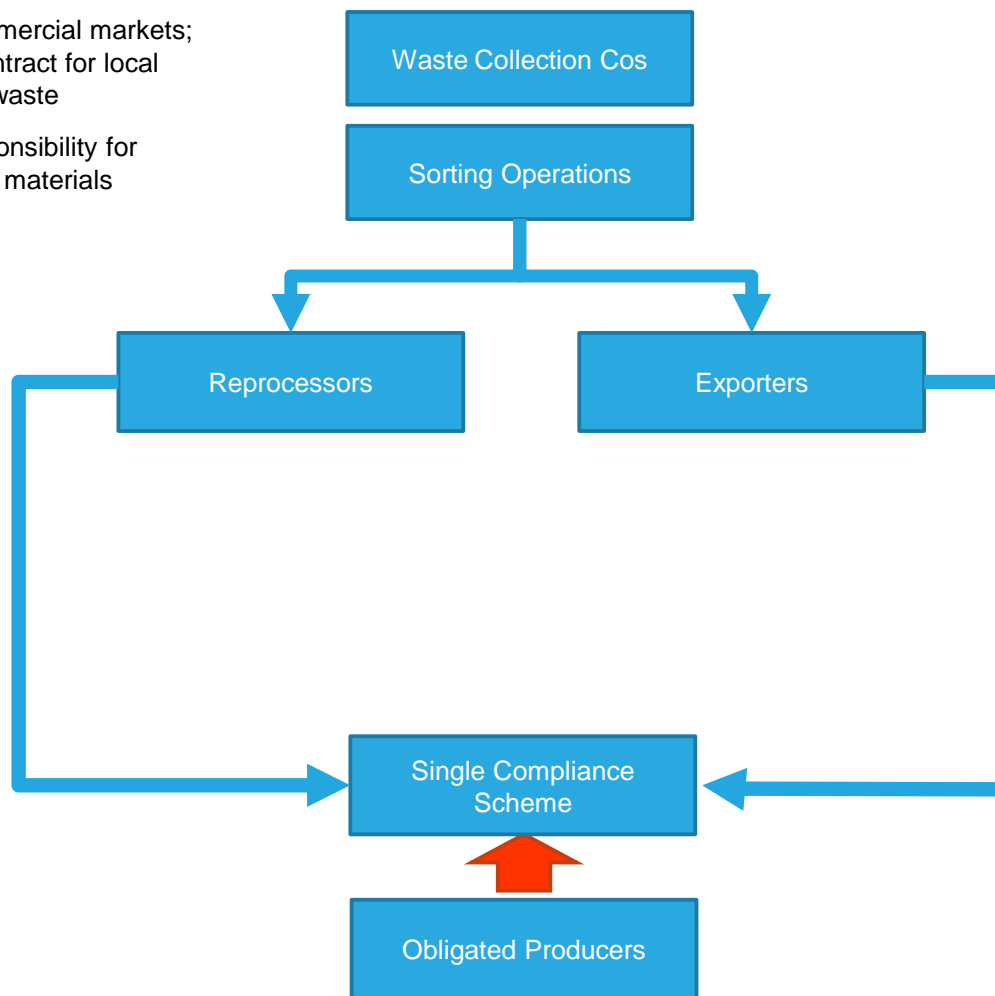 mercial markets;
ntract for local
waste
onsibility for
materials
Waste Collection Cos
Sorting Operations
Reprocessors
Exporters
Single Compliance
Scheme
Obligated Producers